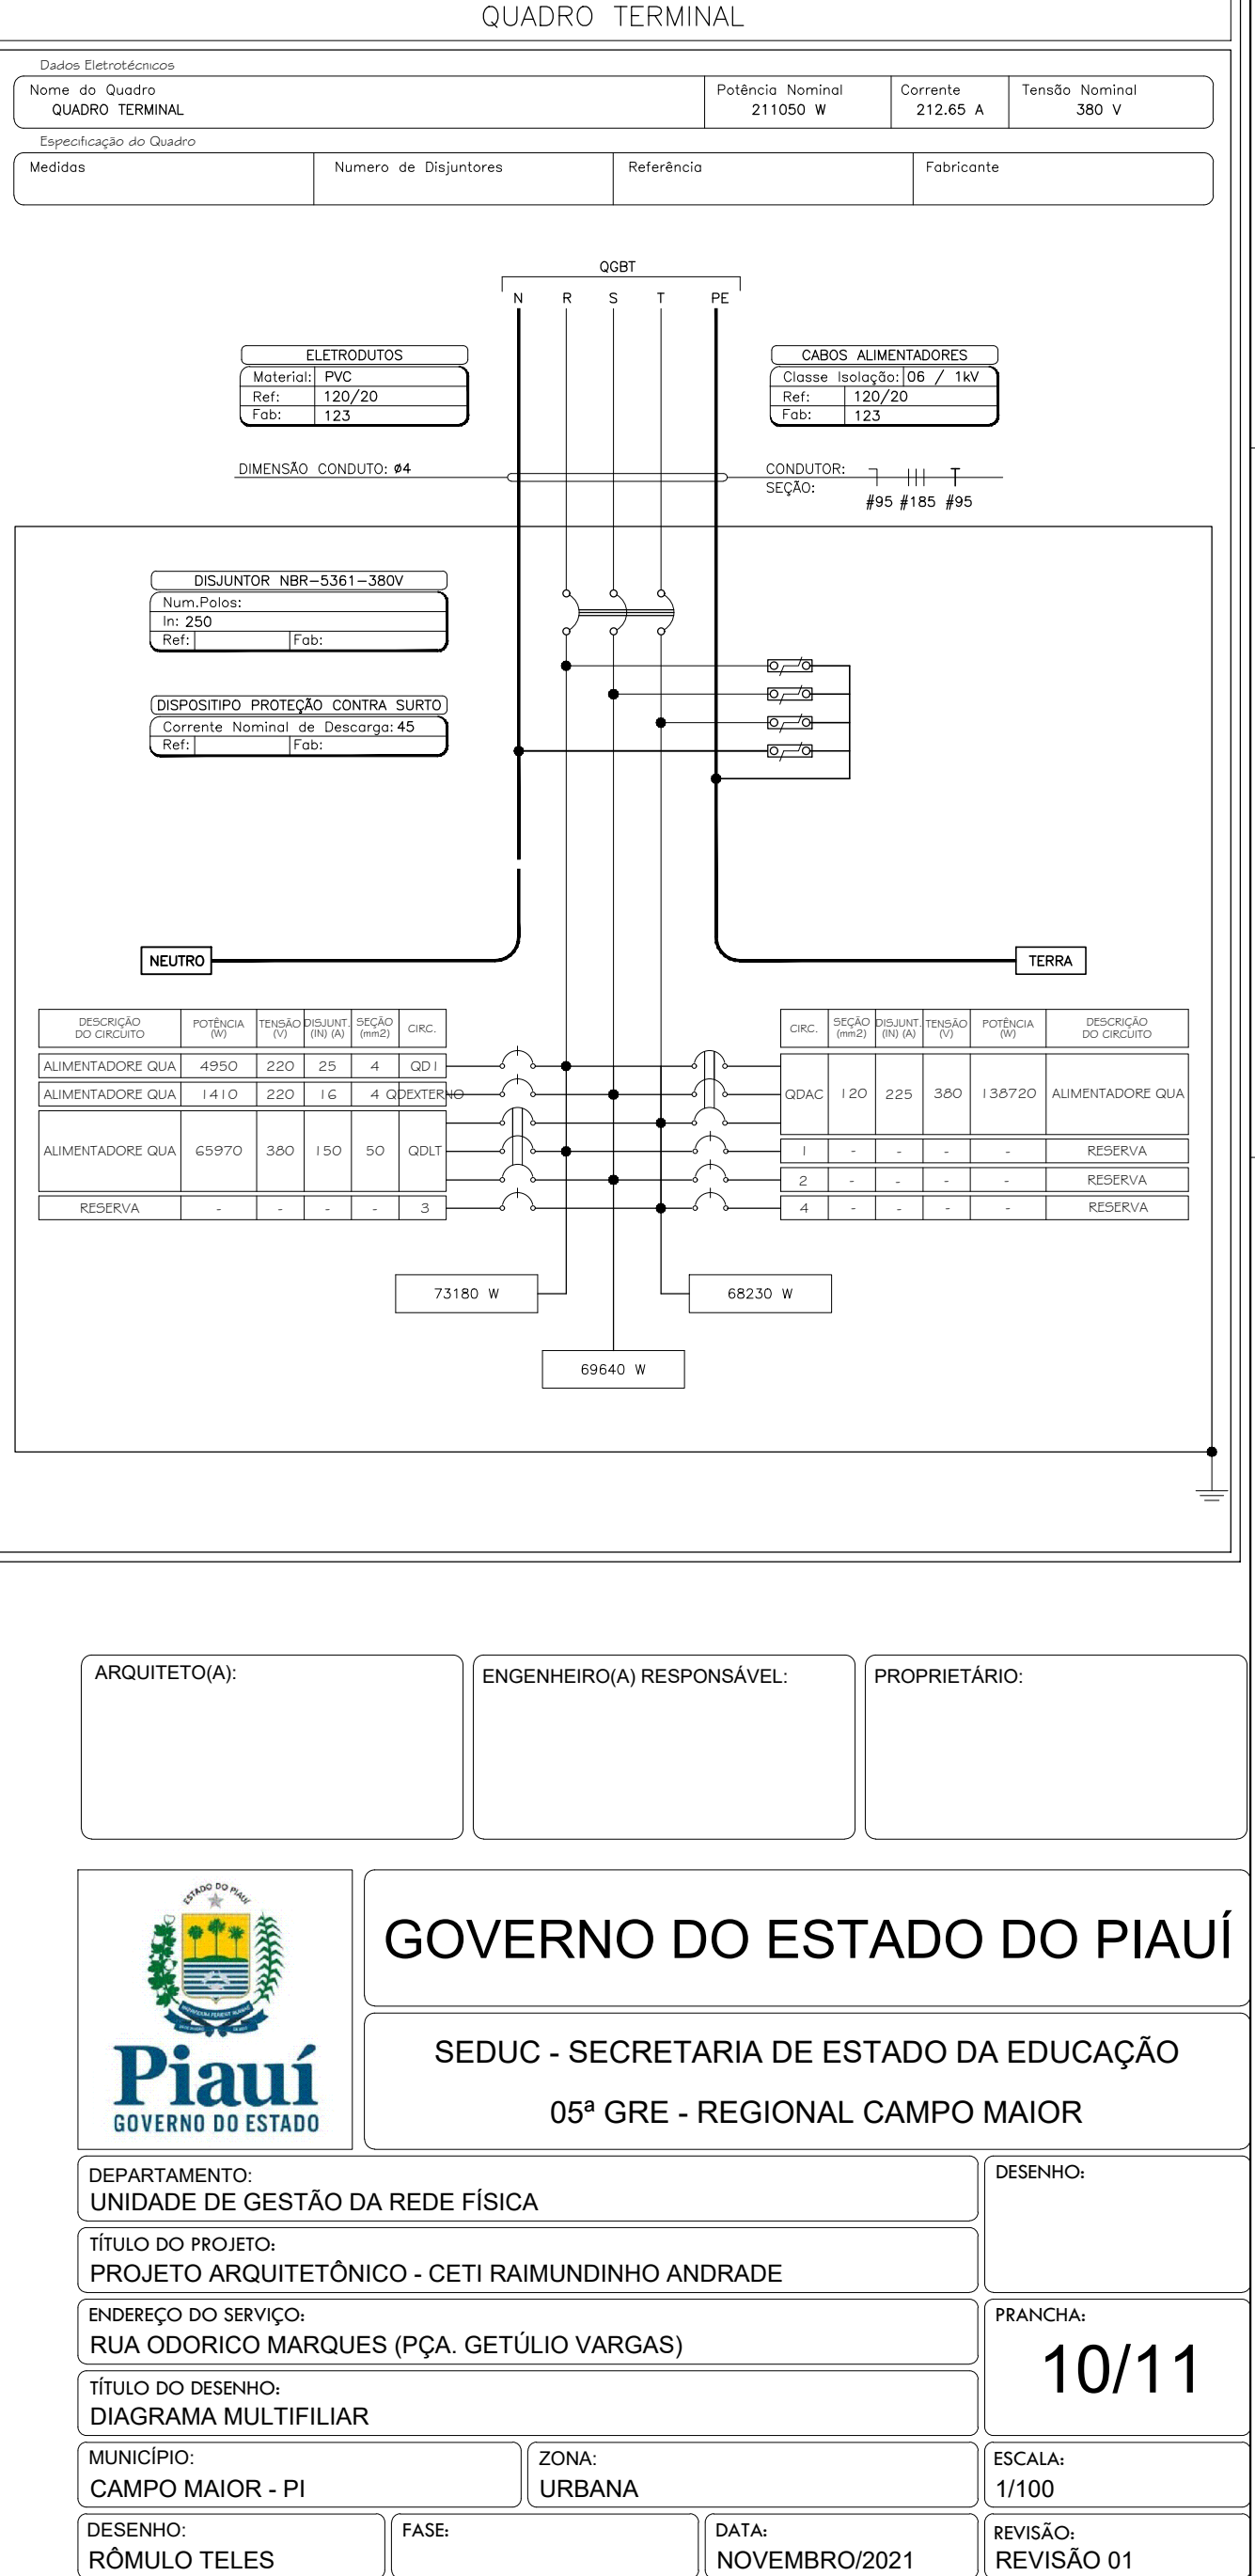 QUADRO TERMINAL
Dados Eletrotécnicos
Nome do Quadro
QUADRO TERMINAL
Potência Nominal
211050 W
Corrente
212.65 A
Tensão Nominal
380 V
Especificação do Quadro
Medidas
Numero de Disjuntores
Referência
Fabricante
QGBT
N R S T PE
ELETRODUTOS
Material: PVC
Ref: 120/20
Fab: 123
CABOS ALIMENTADORES
Classe Isolação: 06 / 1kV
Ref: 120/20
Fab: 123
DIMENSÃO CONDUTO: ø4
CONDUTOR:
SEÇÃO:
#95 #185 #95
DISJUNTOR NBR-5361-380V
Num.Polos:
In: 250
Ref: Fab:
DISPOSITIPO PROTEÇÃO CONTRA SURTO
Corrente Nominal de Descarga: 45
Ref: Fab:
NEUTRO
TERRA
DESCRIÇÃO DO CIRCUITO POTÊNCIA (W) TENSÃO (V) DISJUNT. (IN) (A) SEÇÃO (mm2) CIRC.
ALIMENTADORE QUA 4950 220 25 4 QD1
ALIMENTADORE QUA 1410 220 16 4 QDEXTERNO
ALIMENTADORE QUA 65970 380 150 50 QDLT
RESERVA - - - - 3
CIRC. SEÇÃO (mm2) DISJUNT. (IN) (A) TENSÃO (V) POTÊNCIA (W) DESCRIÇÃO DO CIRCUITO
QDAC 120 225 380 138720 ALIMENTADORE QUA
1 - - - - RESERVA
2 - - - - RESERVA
4 - - - - RESERVA
73180 W
68230 W
69640 W
ARQUITETO(A):
ENGENHEIRO(A) RESPONSÁVEL:
PROPRIETÁRIO:
ESTADO DO PIAUÍ
Piauí
GOVERNO DO ESTADO
GOVERNO DO ESTADO DO PIAUÍ
SEDUC - SECRETARIA DE ESTADO DA EDUCAÇÃO
05ª GRE - REGIONAL CAMPO MAIOR
DEPARTAMENTO:
UNIDADE DE GESTÃO DA REDE FÍSICA
DESENHO:
TÍTULO DO PROJETO:
PROJETO ARQUITETÔNICO - CETI RAIMUNDINHO ANDRADE
ENDEREÇO DO SERVIÇO:
RUA ODORICO MARQUES (PÇA. GETÚLIO VARGAS)
PRANCHA:
10/11
TÍTULO DO DESENHO:
DIAGRAMA MULTIFILIAR
MUNICÍPIO:
CAMPO MAIOR - PI
ZONA:
URBANA
ESCALA:
1/100
DESENHO:
RÔMULO TELES
FASE:
DATA:
NOVEMBRO/2021
REVISÃO:
REVISÃO 01